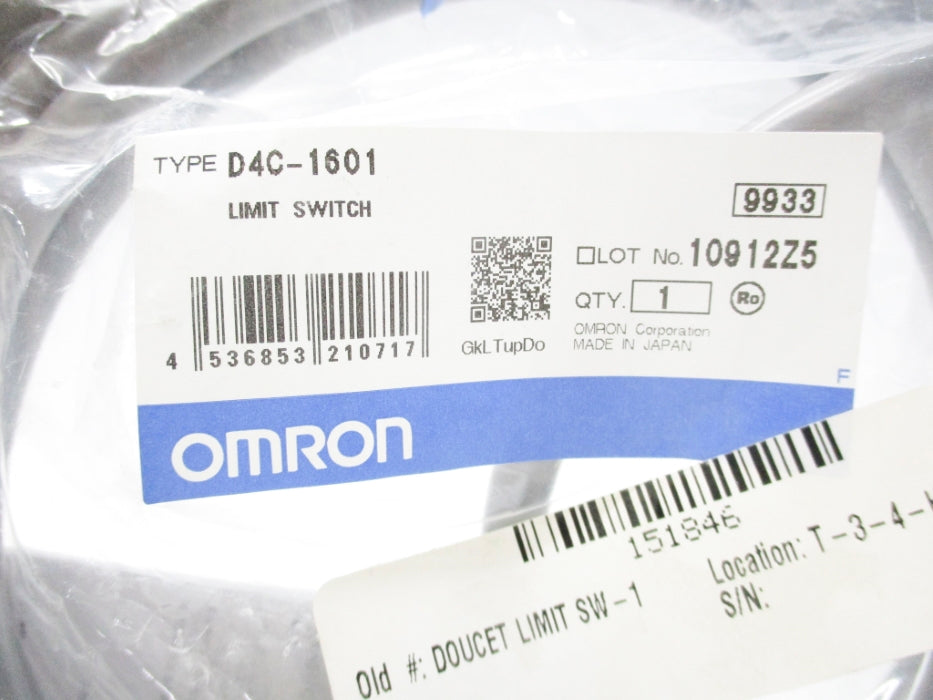 TYPE D4C-1601
LIMIT SWITCH
9933
LOT No. 10912Z5
QTY. 1 Ro
OMRON Corporation
MADE IN JAPAN
4 536853 210717
GkLTupDo
F
OMRON
151846
Location: T-3-4-
S/N:
Old #: DOUCET LIMIT SW-1